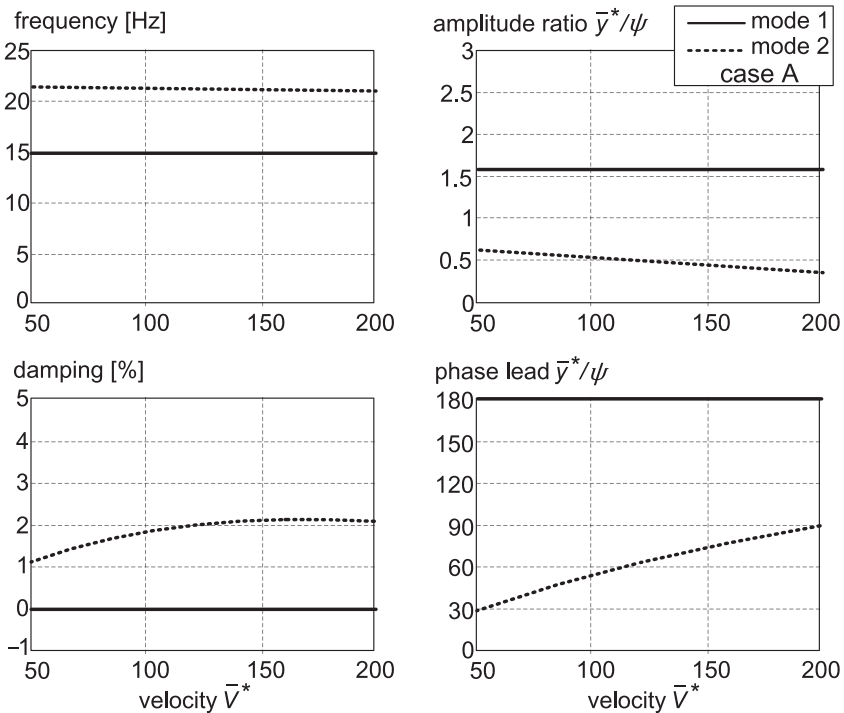 frequency [Hz]
25
20
15
10
5
0
50 100 150 200
amplitude ratio ȳ*/ψ
mode 1
mode 2
case A
3
2.5
2
1.5
1
0.5
0
50 100 150 200
damping [%]
5
4
3
2
1
0
−1
50 100 150 200
velocity V̄*
phase lead ȳ*/ψ
180
150
120
90
60
30
0
50 100 150 200
velocity V̄*